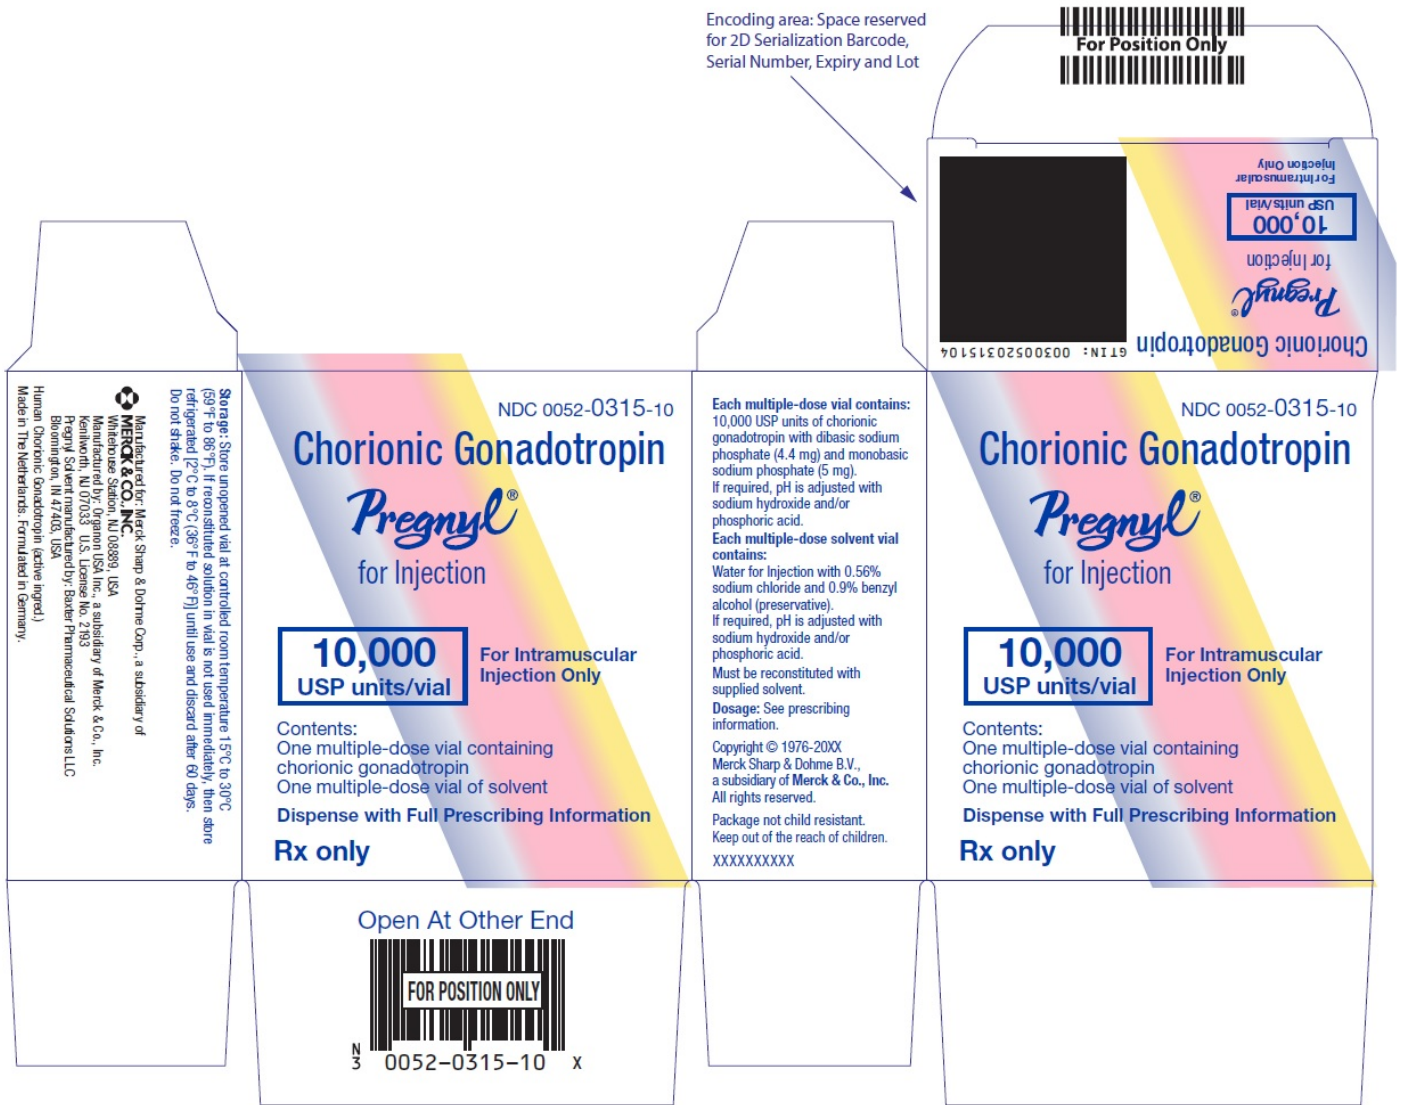 Encoding area: Space reserved
for 2D Serialization Barcode,
Serial Number, Expiry and Lot
For Position Only
Chorionic Gonadotropin
Pregnyl®
for Injection
10,000
USP units/vial
For Intramuscular
Injection Only
GTIN: 00300520315104
Storage: Store unopened vial at controlled room temperature 15°C to 30°C
(59°F to 86°F). If reconstituted solution in vial is not used immediately, then store
refrigerated [2°C to 8°C (36°F to 46°F)] until use and discard after 60 days.
Do not shake. Do not freeze.
Manufactured for: Merck Sharp & Dohme Corp., a subsidiary of
MERCK & CO., INC.
Whitehouse Station, NJ 08889, USA
Manufactured by: Organon USA Inc., a subsidiary of Merck & Co., Inc.
Kenilworth, NJ 07033 U.S. License No. 2193
Pregnyl Solvent manufactured by: Baxter Pharmaceutical Solutions LLC
Bloomington, IN 47403, USA
Human Chorionic Gonadotropin (active ingred.)
Made in The Netherlands. Formulated in Germany.
NDC 0052-0315-10
Chorionic Gonadotropin
Pregnyl®
for Injection
10,000
USP units/vial
For Intramuscular
Injection Only
Contents:
One multiple-dose vial containing
chorionic gonadotropin
One multiple-dose vial of solvent
Dispense with Full Prescribing Information
Rx only
Each multiple-dose vial contains:
10,000 USP units of chorionic
gonadotropin with dibasic sodium
phosphate (4.4 mg) and monobasic
sodium phosphate (5 mg).
If required, pH is adjusted with
sodium hydroxide and/or
phosphoric acid.
Each multiple-dose solvent vial
contains:
Water for Injection with 0.56%
sodium chloride and 0.9% benzyl
alcohol (preservative).
If required, pH is adjusted with
sodium hydroxide and/or
phosphoric acid.
Must be reconstituted with
supplied solvent.
Dosage: See prescribing
information.
Copyright © 1976-20XX
Merck Sharp & Dohme B.V.,
a subsidiary of Merck & Co., Inc.
All rights reserved.
Package not child resistant.
Keep out of the reach of children.
XXXXXXXXXX
NDC 0052-0315-10
Chorionic Gonadotropin
Pregnyl®
for Injection
10,000
USP units/vial
For Intramuscular
Injection Only
Contents:
One multiple-dose vial containing
chorionic gonadotropin
One multiple-dose vial of solvent
Dispense with Full Prescribing Information
Rx only
Open At Other End
FOR POSITION ONLY
N
3 0052-0315-10 X